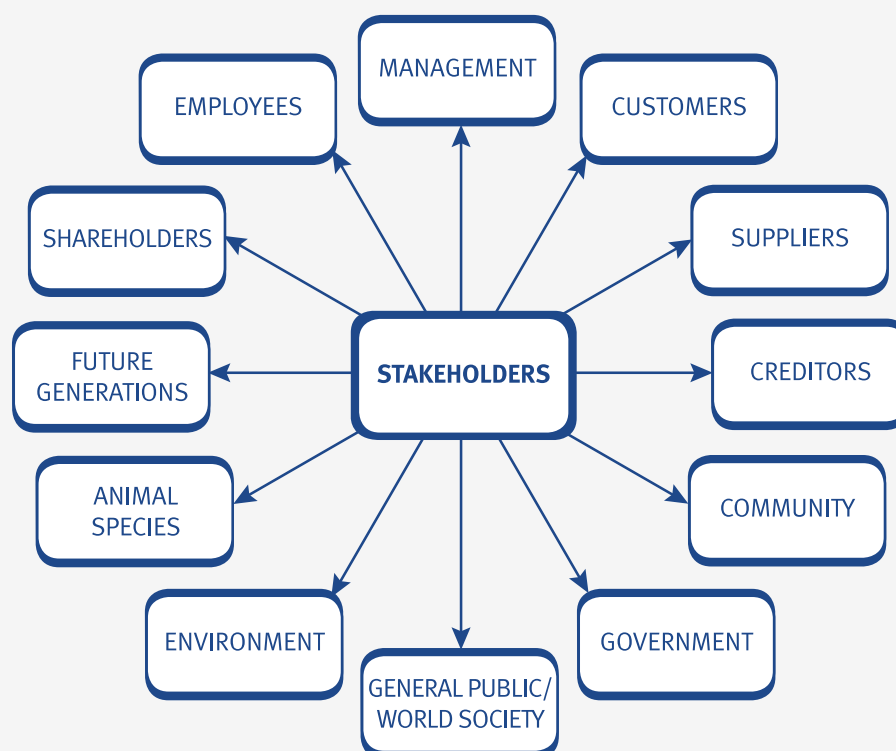 MANAGEMENT
EMPLOYEES
CUSTOMERS
SHAREHOLDERS
SUPPLIERS
FUTURE
GENERATIONS
STAKEHOLDERS
CREDITORS
ANIMAL
SPECIES
COMMUNITY
ENVIRONMENT
GOVERNMENT
GENERAL PUBLIC/
WORLD SOCIETY